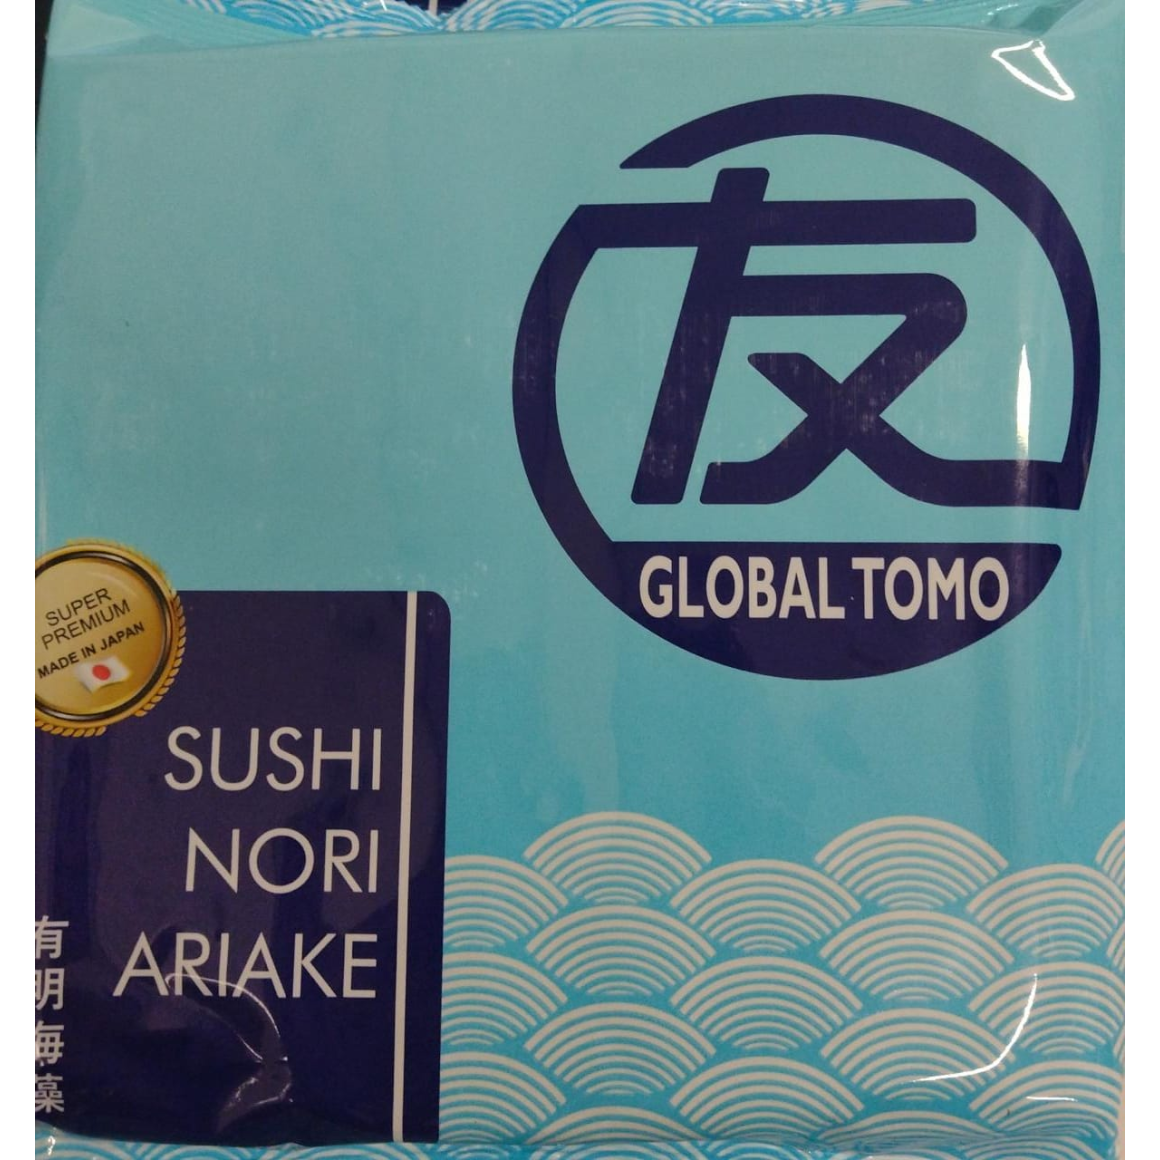 友
GLOBAL TOMO
SUPER
PREMIUM
MADE IN JAPAN
SUSHI
NORI
ARIAKE
有明海藻